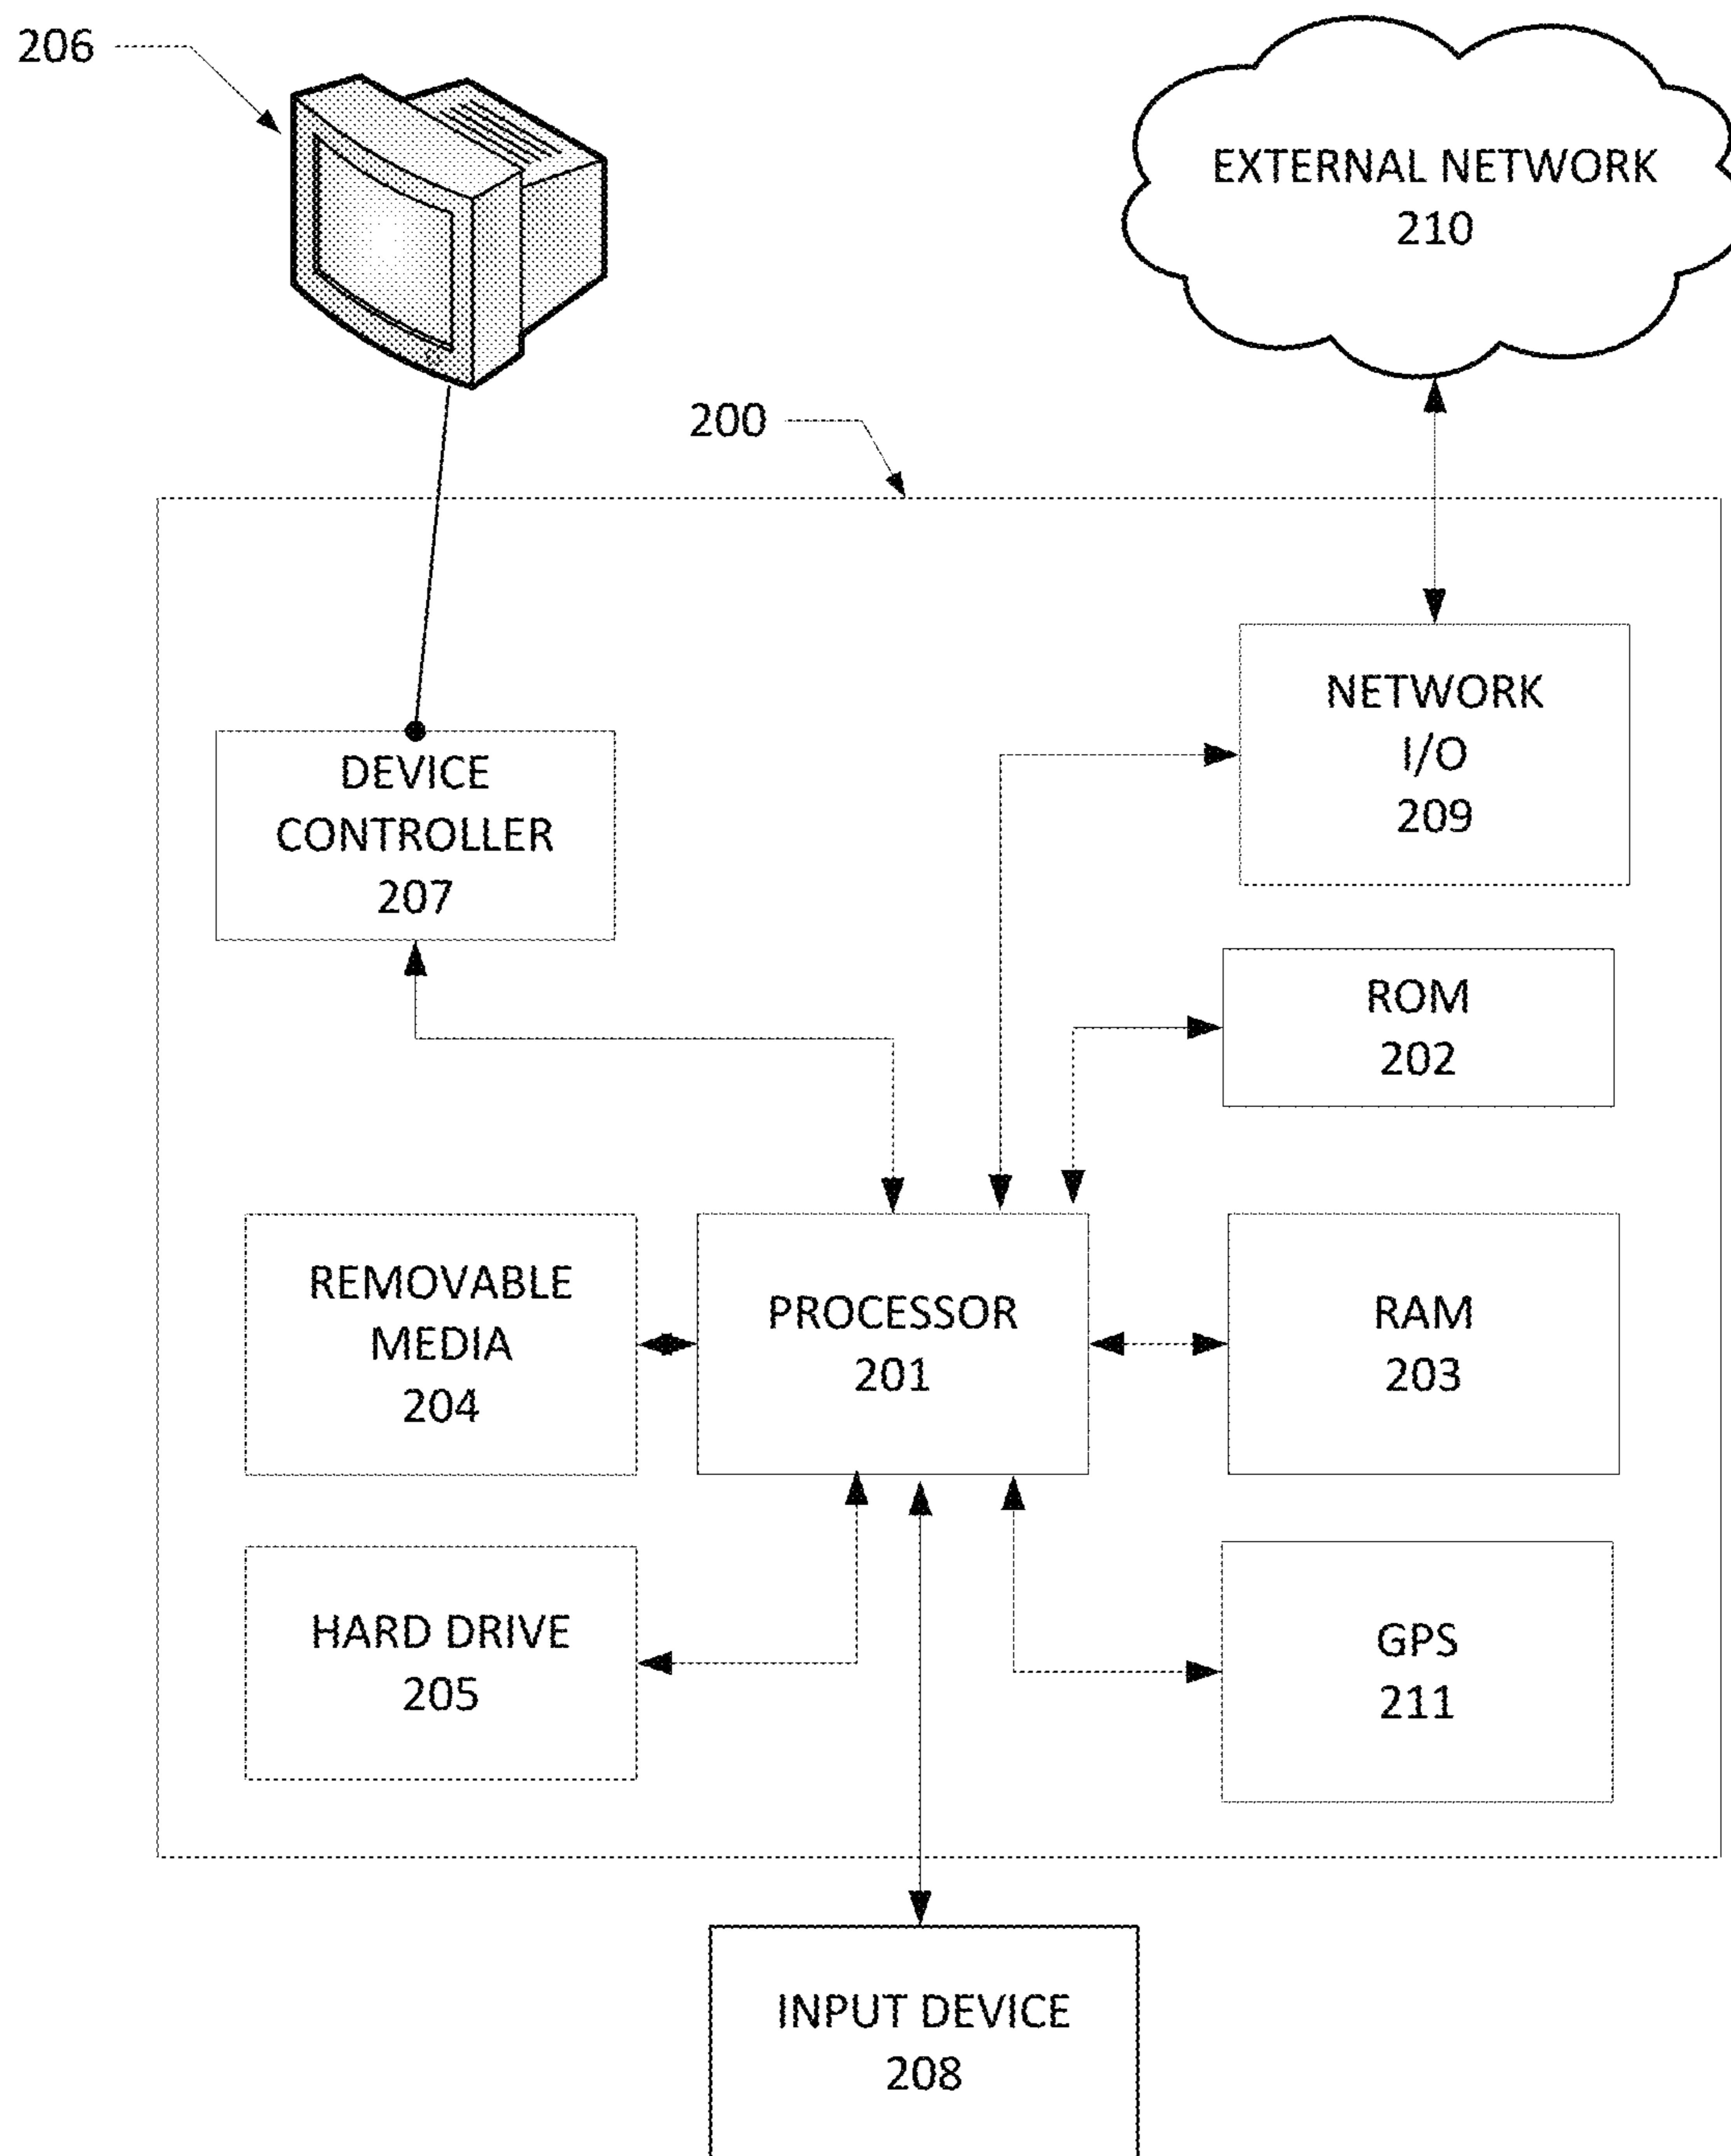 206
EXTERNAL NETWORK
210
200
NETWORK
I/O
209
DEVICE
CONTROLLER
207
ROM
202
REMOVABLE
MEDIA
204
PROCESSOR
201
RAM
203
HARD DRIVE
205
GPS
211
INPUT DEVICE
208